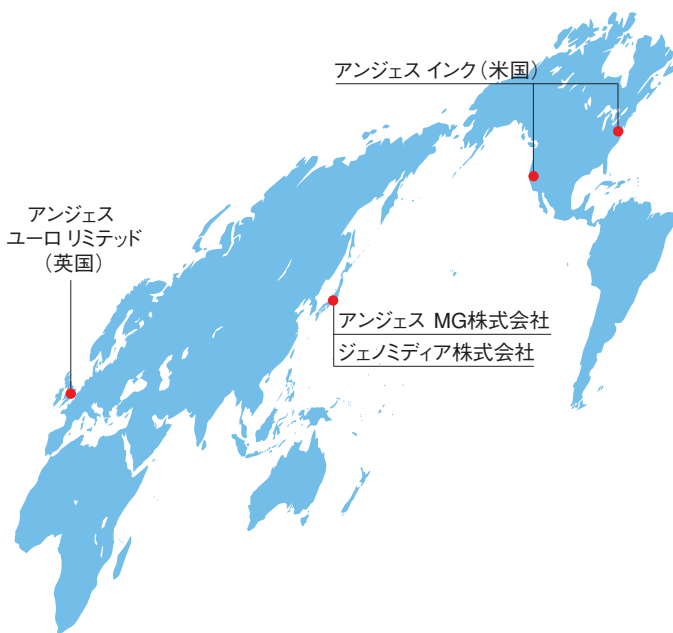 アンジェス インク（米国）
アンジェス
ユーロ リミテッド
（英国）
アンジェス MG株式会社
ジェノミディア株式会社